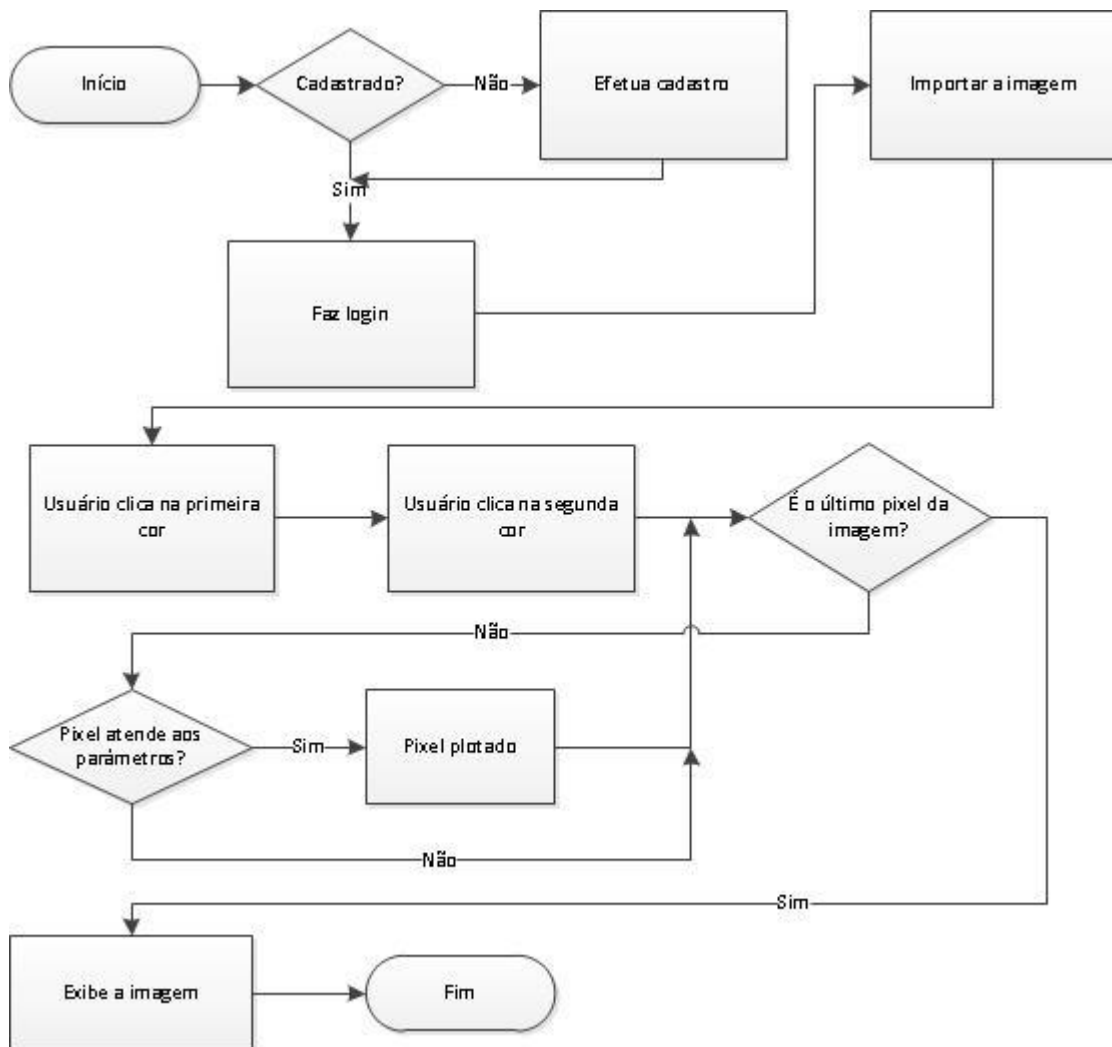 Início
Cadastrado?
Não
Efetua cadastro
Importar a imagem
Sim
Faz login
Usuário clica na primeira
cor
Usuário clica na segunda
cor
É o último pixel da
imagem?
Não
Pixel atende aos
parâmetros?
Sim
Pixel plotado
Não
Sim
Exibe a imagem
Fim